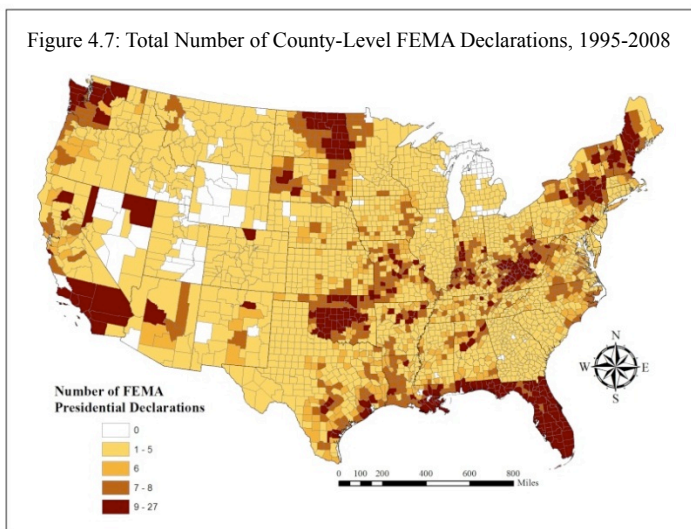 Figure 4.7: Total Number of County-Level FEMA Declarations, 1995-2008
N
W E
S
Number of FEMA
Presidential Declarations
0
1 - 5
6
7 - 8
9 - 27
0 100 200 400 600 800
Miles